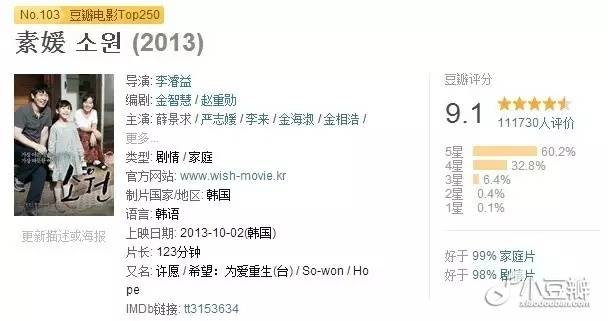 No.103 豆瓣电影Top250
素媛 소원 (2013)
导演: 李濬益
编剧: 金智慧 / 赵重勋
主演: 薛景求 / 严志媛 / 李来 / 金海淑 / 金相浩 /
更多...
类型: 剧情 / 家庭
官方网站: www.wish-movie.kr
制片国家/地区: 韩国
语言: 韩语
上映日期: 2013-10-02(韩国)
片长: 123分钟
又名: 许愿 / 希望：为爱重生(台) / So-won / Ho
pe
IMDb链接: tt3153634
소원
更新描述或海报
豆瓣评分
9.1
111730人评价
5星 60.2%
4星 32.8%
3星 6.4%
2星 0.4%
1星 0.1%
好于 99% 家庭片
好于 98% 剧情片
小豆瓣
xiaodouban.com